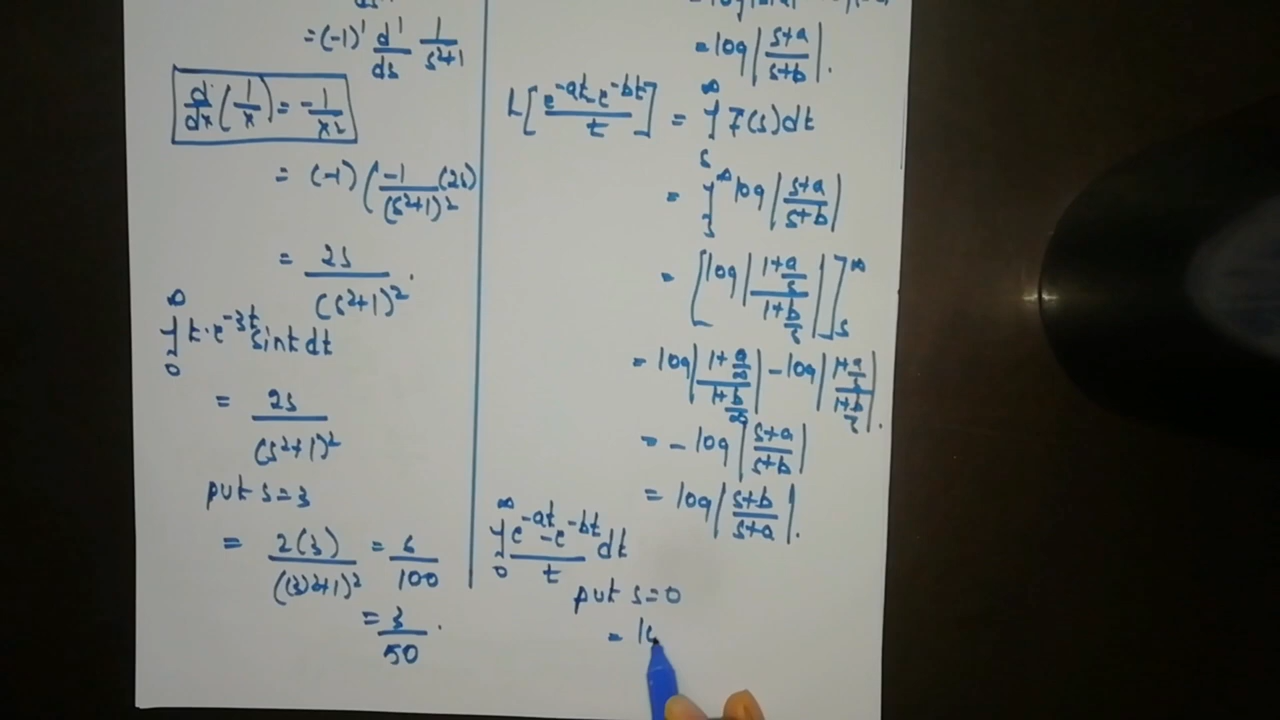 = (-1)¹ d¹/ds 1/(s²+1)
d/dx (1/x) = -1/x²
= (-1) (-1/(s²+1)² (2s)
= 2s/(s²+1)².
∫₀^∞ t·e^{-3t} sint dt
= 2s/(s²+1)²
put s=3
= 2(3)/((3)²+1)² = 6/100
= 3/50.
= log |(s+a)/(s+b)|.
L[(e^{-at} - e^{-bt})/t] = ∫ₛ^∞ F(s) dt
= ∫ₛ^∞ log |(s+a)/(s+b)|
= [log |(1+a/s)/(1+b/s)|]ₛ^∞
= log |(1+a/∞)/(1+b/∞)| - log |(1+a/s)/(1+b/s)|.
= - log |(s+a)/(s+b)|
= log |(s+b)/(s+a)|.
∫₀^∞ (e^{-at} - e^{-bt})/t dt
put s=0
=